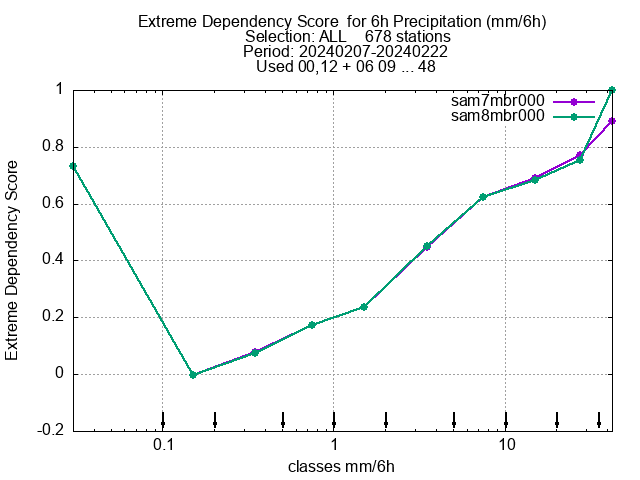 Extreme Dependency Score  for 6h Precipitation (mm/6h)
Selection: ALL    678 stations
Period: 20240207-20240222
Used 00,12 + 06 09 ... 48
sam7mbr000
sam8mbr000
1
0.8
0.6
0.4
0.2
0
-0.2
Extreme Dependency Score
0.1 1 10
classes mm/6h